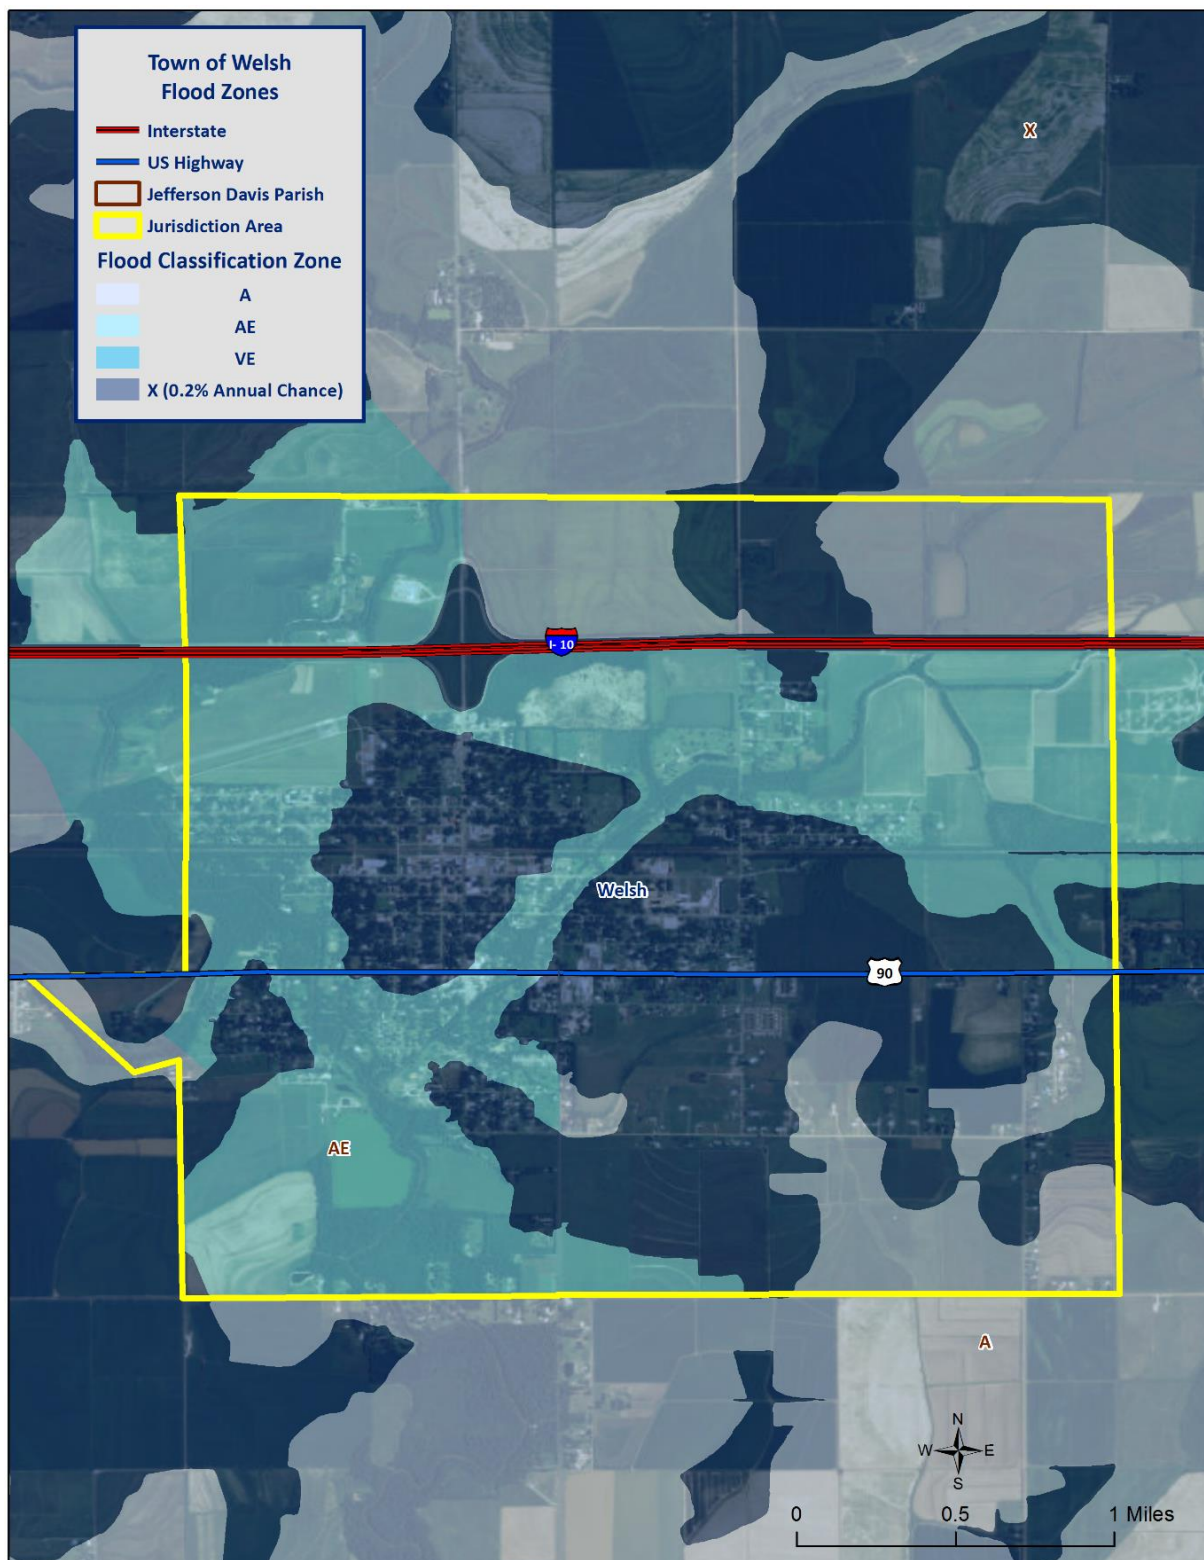 Town of Welsh
Flood Zones
Interstate
US Highway
Jefferson Davis Parish
Jurisdiction Area
Flood Classification Zone
A
AE
VE
X (0.2% Annual Chance)
X
I-10
Welsh
90
AE
A
N
W E
S
0 0.5 1 Miles